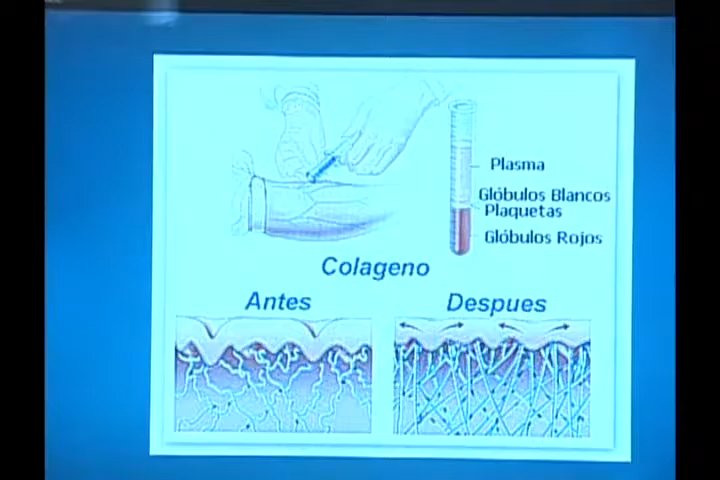 Plasma
Glóbulos Blancos
Plaquetas
Glóbulos Rojos
Colageno
Antes
Despues